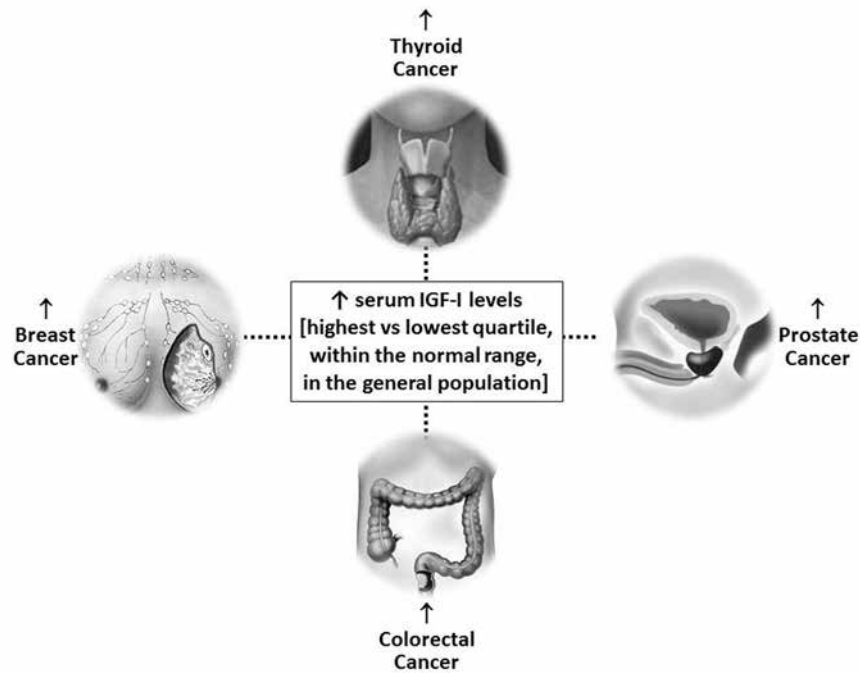 ↑
Thyroid
Cancer
↑
Breast
Cancer
↑ serum IGF-I levels
[highest vs lowest quartile,
within the normal range,
in the general population]
↑
Prostate
Cancer
↑
Colorectal
Cancer